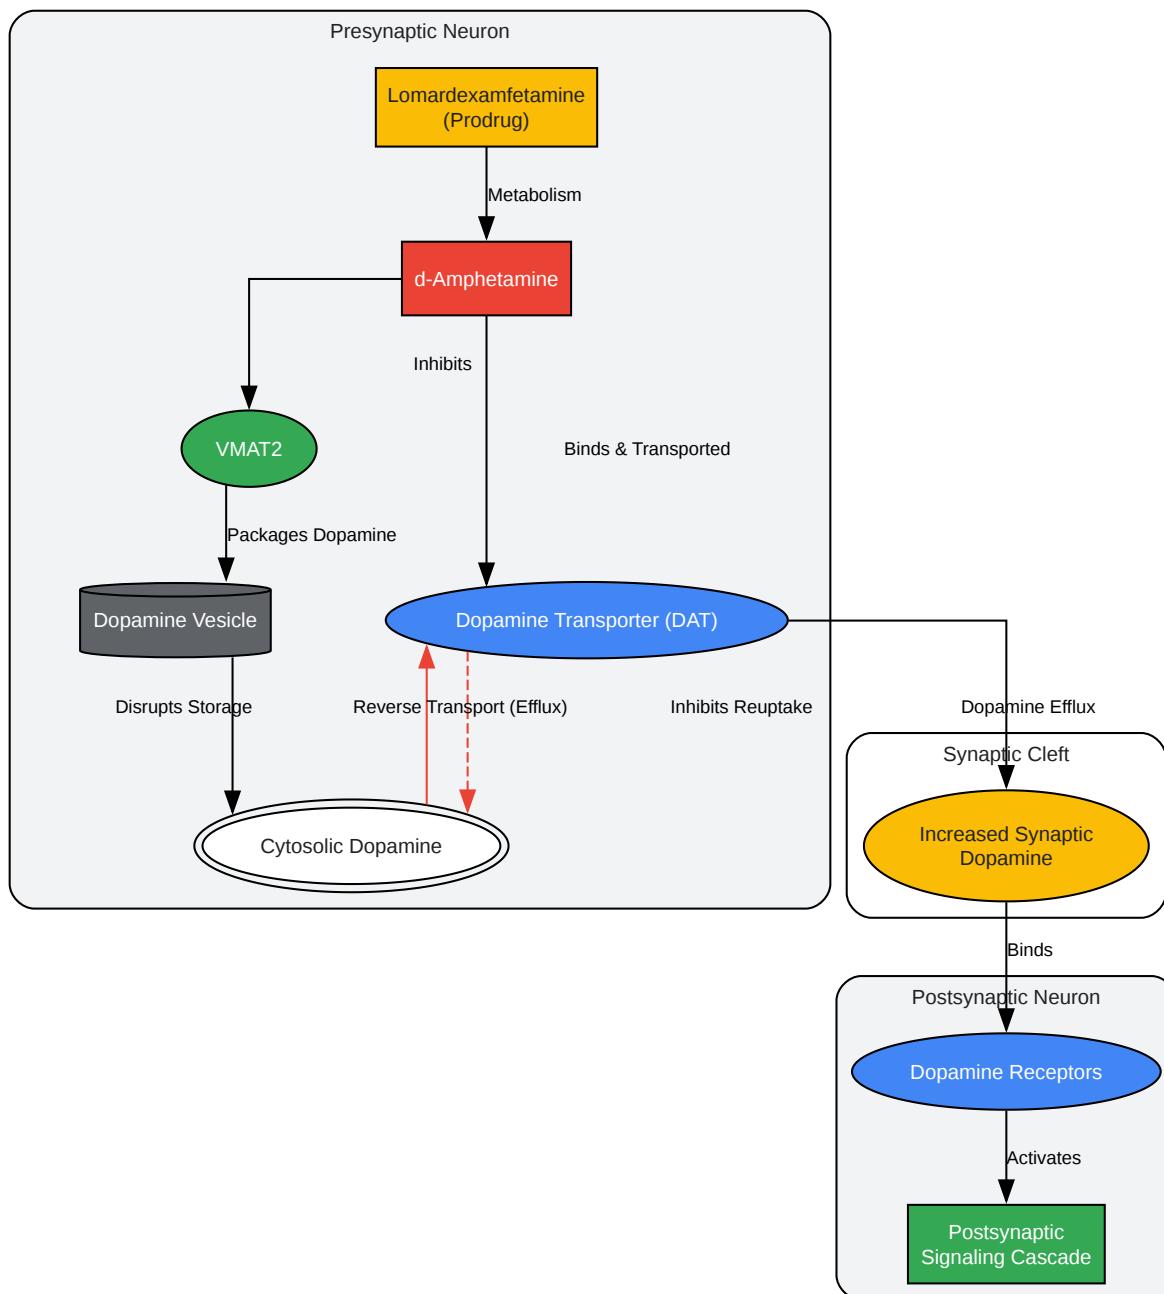 Presynaptic Neuron
Lomardexamfetamine
(Prodrug)
Metabolism
d-Amphetamine
Inhibits
VMAT2
Binds & Transported
Packages Dopamine
Dopamine Vesicle
Dopamine Transporter (DAT)
Disrupts Storage
Reverse Transport (Efflux)
Inhibits Reuptake
Dopamine Efflux
Synaptic Cleft
Cytosolic Dopamine
Increased Synaptic
Dopamine
Binds
Postsynaptic Neuron
Dopamine Receptors
Activates
Postsynaptic
Signaling Cascade